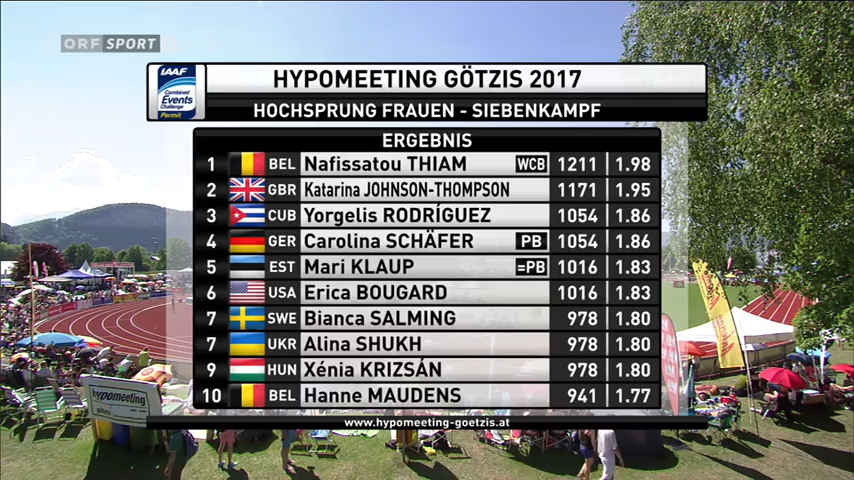 ORF SPORT
IAAF
Combined
Events
Challenge
Permit
HYPOMEETING GÖTZIS 2017
HOCHSPRUNG FRAUEN - SIEBENKAMPF
ERGEBNIS
1 BEL Nafissatou THIAM WCB 1211 1.98
2 GBR Katarina JOHNSON-THOMPSON 1171 1.95
3 CUB Yorgelis RODRÍGUEZ 1054 1.86
4 GER Carolina SCHÄFER PB 1054 1.86
5 EST Mari KLAUP =PB 1016 1.83
6 USA Erica BOUGARD 1016 1.83
7 SWE Bianca SALMING 978 1.80
7 UKR Alina SHUKH 978 1.80
9 HUN Xénia KRIZSÁN 978 1.80
10 BEL Hanne MAUDENS 941 1.77
www.hypomeeting-goetzis.at
hypomeeting
götzis